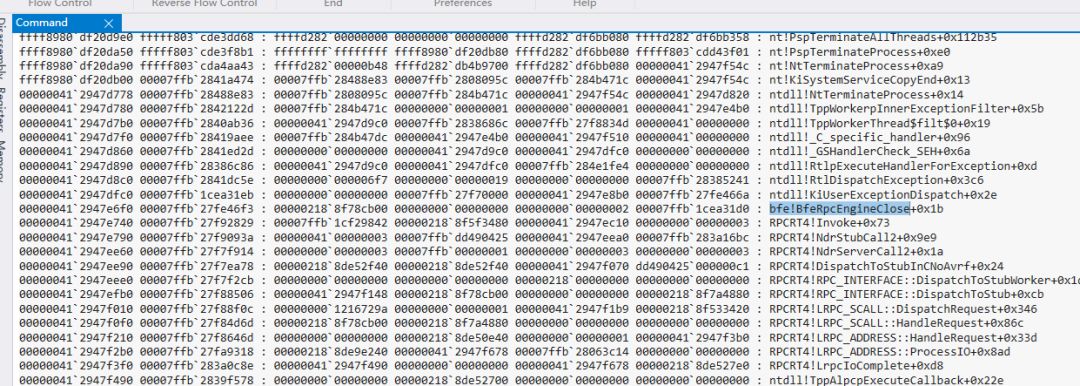 Flow Control Reverse Flow Control End Preferences Help
Command ×
ffff8980`df20d9e0 fffff803`cde3dd68 : ffffd282`00000000 00000000`00000000 ffffd282`df6bb080 ffffd282`df6bb358 : nt!PspTerminateAllThreads+0x112b35
ffff8980`df20da50 fffff803`cde3f8b1 : ffffffff`ffffffff ffff8980`df20db80 ffffd282`df6bb080 fffff803`cdd43f01 : nt!PspTerminateProcess+0xe0
ffff8980`df20da90 fffff803`cda4aa43 : ffffd282`00000b48 ffffd282`db4b9700 ffffd282`df6bb080 00000041`2947f54c : nt!NtTerminateProcess+0xa9
ffff8980`df20db00 00007ffb`2841a474 : 00007ffb`28488e83 00007ffb`2808095c 00007ffb`284b471c 00000041`2947f54c : nt!KiSystemServiceCopyEnd+0x13
00000041`2947d778 00007ffb`28488e83 : 00007ffb`2808095c 00007ffb`284b471c 00000041`2947f54c 00000041`2947d820 : ntdll!NtTerminateProcess+0x14
00000041`2947d780 00007ffb`2842122d : 00007ffb`284b471c 00000000`00000001 00000000`00000001 00000041`2947e4b0 : ntdll!TppWorkerpInnerExceptionFilter+0x5b
00000041`2947d7b0 00007ffb`2840ab36 : 00000041`2947d9c0 00007ffb`2838686c 00007ffb`27f8834d 00000041`00000000 : ntdll!TppWorkerThread$filt$0+0x19
00000041`2947d7f0 00007ffb`28419aee : 00007ffb`284b47dc 00000041`2947e4b0 00000041`2947f510 00000041`00000000 : ntdll!_C_specific_handler+0x96
00000041`2947d860 00007ffb`2841ed2d : 00000000`00000000 00000041`2947d9c0 00000041`2947dfc0 00000000`00000000 : ntdll!_GSHandlerCheck_SEH+0x6a
00000041`2947d890 00007ffb`28386c86 : 00000041`2947d9c0 00000041`2947dfc0 00007ffb`284e1fe4 00000000`00000000 : ntdll!RtlpExecuteHandlerForException+0xd
00000041`2947d8c0 00007ffb`2841dc5e : 00000000`000006f7 00000000`00000019 00000000`00000000 00007ffb`28385241 : ntdll!RtlDispatchException+0x3c6
00000041`2947dfc0 00007ffb`1cea31eb : 00000000`00000000 00007ffb`27f70000 00000041`2947e8b0 00007ffb`27fe466a : ntdll!KiUserExceptionDispatch+0x2e
00000041`2947e6f0 00007ffb`27fe46f3 : 00000218`8f78cb00 00000000`00000000 00000000`00000002 00007ffb`1cea31d0 : bfe!BfeRpcEngineClose+0x1b
00000041`2947e740 00007ffb`27f92829 : 00007ffb`1cf29842 00000218`8f5f3480 00000041`2947ec10 00000000`00000003 : RPCRT4!Invoke+0x73
00000041`2947e790 00007ffb`27f9093a : 00000041`00000003 00007ffb`dd490425 00000041`2947eaa0 00007ffb`283a16bc : RPCRT4!NdrStubCall2+0x9e9
00000041`2947ee60 00007ffb`27f7f914 : 00000000`00000003 00007ffb`00000001 00000000`00000003 00000041`00000000 : RPCRT4!NdrServerCall2+0x1a
00000041`2947ee90 00007ffb`27f7ea78 : 00000218`8de52f40 00000218`8de52f40 00000041`2947f070 dd490425`000000c1 : RPCRT4!DispatchToStubInCNoAvrf+0x24
00000041`2947eee0 00007ffb`27f7f2cb : 00000000`00000000 00000000`00000000 00000218`00000000 00000000`00000000 : RPCRT4!RPC_INTERFACE::DispatchToStubWorker+0x1
00000041`2947efb0 00007ffb`27f88506 : 00000041`2947f148 00000218`8f78cb00 00000000`00000000 00000218`8f7a4880 : RPCRT4!RPC_INTERFACE::DispatchToStub+0xcb
00000041`2947f010 00007ffb`27f88f0c : 00000000`1216729a 00000000`00000001 00000041`2947f1b9 00000218`8f533420 : RPCRT4!LRPC_SCALL::DispatchRequest+0x346
00000041`2947f0f0 00007ffb`27f84d6d : 00000218`8f78cb00 00000218`8f7a4880 00000000`00000000 00000000`00000000 : RPCRT4!LRPC_SCALL::HandleRequest+0x86c
00000041`2947f210 00007ffb`27f8646d : 00000000`00000000 00000218`8de50e40 00000000`00000001 00000041`2947f3b0 : RPCRT4!LRPC_ADDRESS::HandleRequest+0x33d
00000041`2947f2b0 00007ffb`27fa9318 : 00000218`8de9e240 00000041`2947f678 00007ffb`28063c14 00000000`00000000 : RPCRT4!LRPC_ADDRESS::ProcessIO+0x8ad
00000041`2947f3f0 00007ffb`283a0c8e : 00000041`2947f490 00000000`00000000 00000041`2947f678 00000218`8de527e0 : RPCRT4!LrpcIoComplete+0xd8
00000041`2947f490 00007ffb`2839f578 : 00000000`00000000 00000218`8de52700 00000000`00000000 00000000`00000000 : ntdll!TppAlpcpExecuteCallback+0x22e
Registers